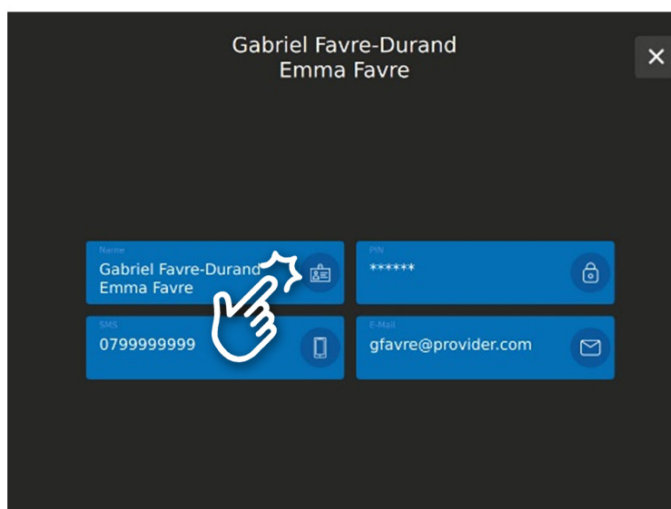 Gabriel Favre-Durand
Emma Favre
Name
Gabriel Favre-Durand
Emma Favre
PIN
******
SMS
0799999999
E-Mail
gfavre@provider.com